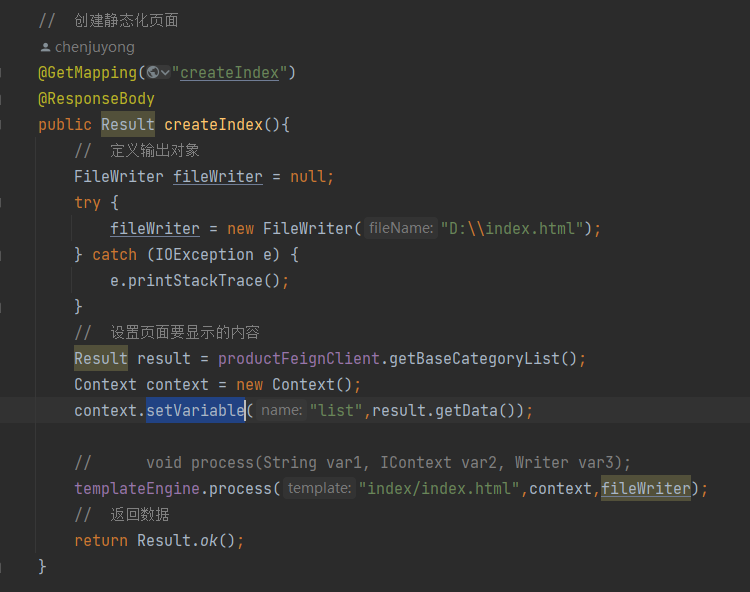 // 创建静态化页面
chenjuyong
@GetMapping("createIndex")
@ResponseBody
public Result createIndex(){
// 定义输出对象
FileWriter fileWriter = null;
try {
fileWriter = new FileWriter( fileName: "D:\\index.html");
} catch (IOException e) {
e.printStackTrace();
}
// 设置页面要显示的内容
Result result = productFeignClient.getBaseCategoryList();
Context context = new Context();
context.setVariable( name: "list",result.getData());
// void process(String var1, IContext var2, Writer var3);
templateEngine.process( template: "index/index.html",context,fileWriter);
// 返回数据
return Result.ok();
}